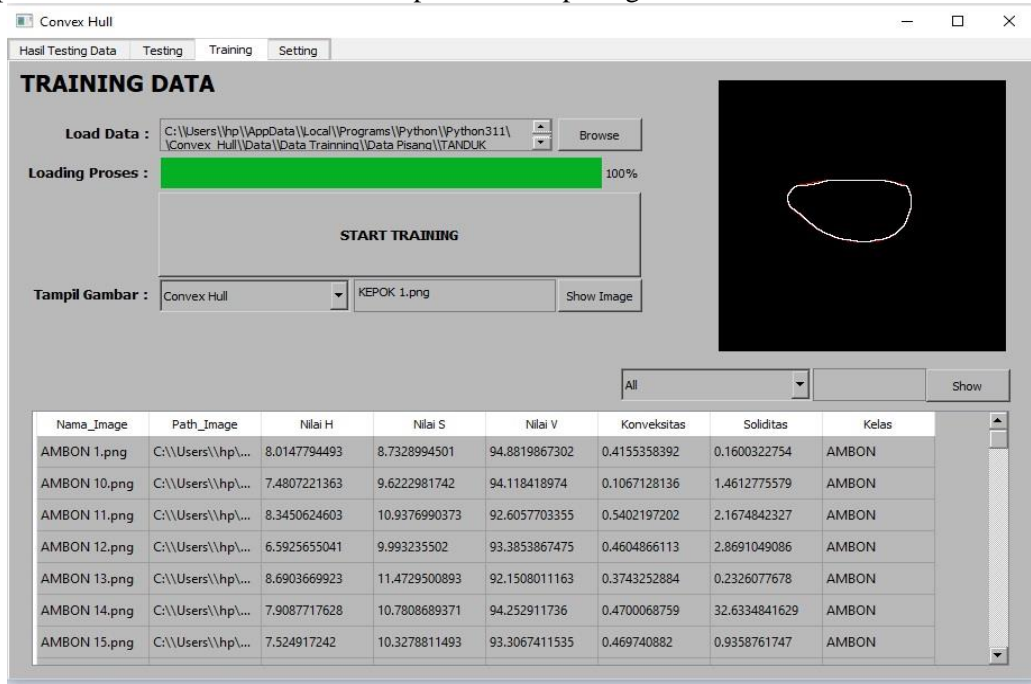 Convex Hull
Hasil Testing Data Testing Training Setting
TRAINING DATA
Load Data : C:\\Users\\hp\\AppData\\Local\\Programs\\Python\\Python311\ Browse
\Convex_Hull\\Data\\Data Trainning\\Data Pisang\\TANDUK
Loading Proses : 100%
START TRAINING
Tampil Gambar : Convex Hull KEPOK 1.png Show Image
All Show
Nama_Image Path_Image Nilai H Nilai S Nilai V Konveksitas Soliditas Kelas
AMBON 1.png C:\\Users\\hp\... 8.0147794493 8.7328994501 94.8819867302 0.4155358392 0.1600322754 AMBON
AMBON 10.png C:\\Users\\hp\... 7.4807221363 9.6222981742 94.118418974 0.1067128136 1.4612775579 AMBON
AMBON 11.png C:\\Users\\hp\... 8.3450624603 10.9376990373 92.6057703355 0.5402197202 2.1674842327 AMBON
AMBON 12.png C:\\Users\\hp\... 6.5925655041 9.993235502 93.3853867475 0.4604866113 2.8691049086 AMBON
AMBON 13.png C:\\Users\\hp\... 8.6903669923 11.4729500893 92.1508011163 0.3743252884 0.2326077678 AMBON
AMBON 14.png C:\\Users\\hp\... 7.9087717628 10.7808689371 94.252911736 0.4700068759 32.6334841629 AMBON
AMBON 15.png C:\\Users\\hp\... 7.524917242 10.3278811493 93.3067411535 0.469740882 0.9358761747 AMBON